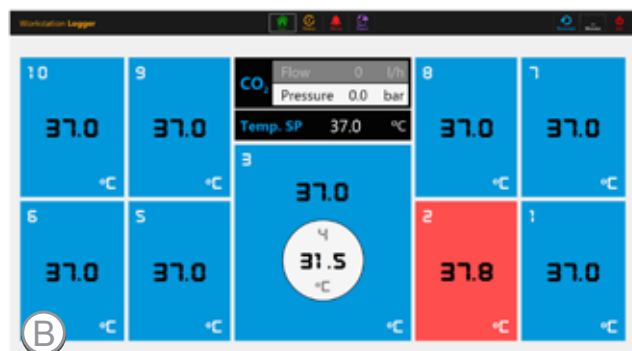 Workstation Logger
10
37.0
°C
9
37.0
°C
CO₂
Flow 0 l/h
Pressure 0.0 bar
Temp. SP 37.0 ºC
8
37.0
°C
7
37.0
°C
3
37.0
4
31.5
°C
°C
6
37.0
°C
5
37.0
°C
2
37.8
°C
1
37.0
°C
B